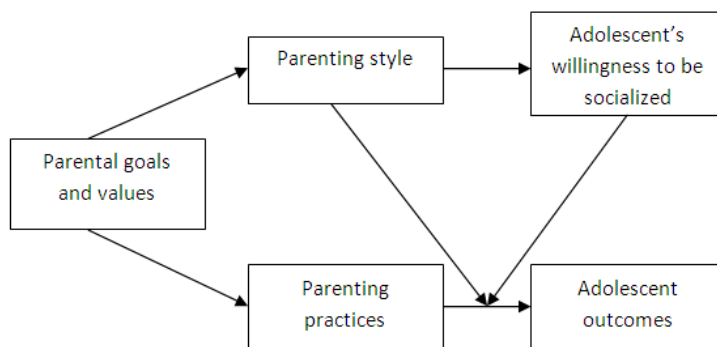 Parenting style
Adolescent's
willingness to be
socialized
Parental goals
and values
Parenting
practices
Adolescent
outcomes